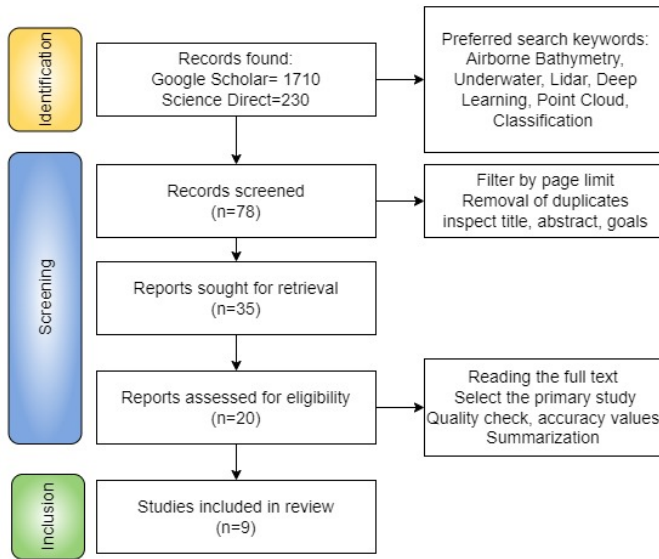 Identification
Records found:
Google Scholar= 1710
Science Direct=230
Preferred search keywords:
Airborne Bathymetry,
Underwater, Lidar, Deep
Learning, Point Cloud,
Classification
Screening
Records screened
(n=78)
Filter by page limit
Removal of duplicates
inspect title, abstract, goals
Reports sought for retrieval
(n=35)
Reports assessed for eligibility
(n=20)
Reading the full text
Select the primary study
Quality check, accuracy values
Summarization
Inclusion
Studies included in review
(n=9)